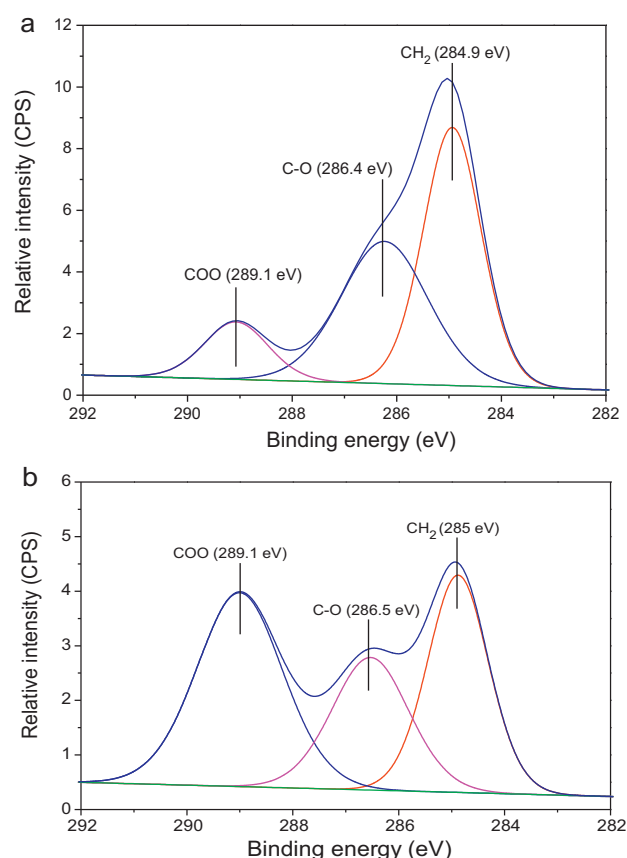 a
12
10
8
6
4
2
0
Relative intensity (CPS)
CH2 (284.9 eV)
C-O (286.4 eV)
COO (289.1 eV)
292 290 288 286 284 282
Binding energy (eV)
b
6
5
4
3
2
1
0
Relative intensity (CPS)
COO (289.1 eV)
CH2 (285 eV)
C-O (286.5 eV)
292 290 288 286 284 282
Binding energy (eV)